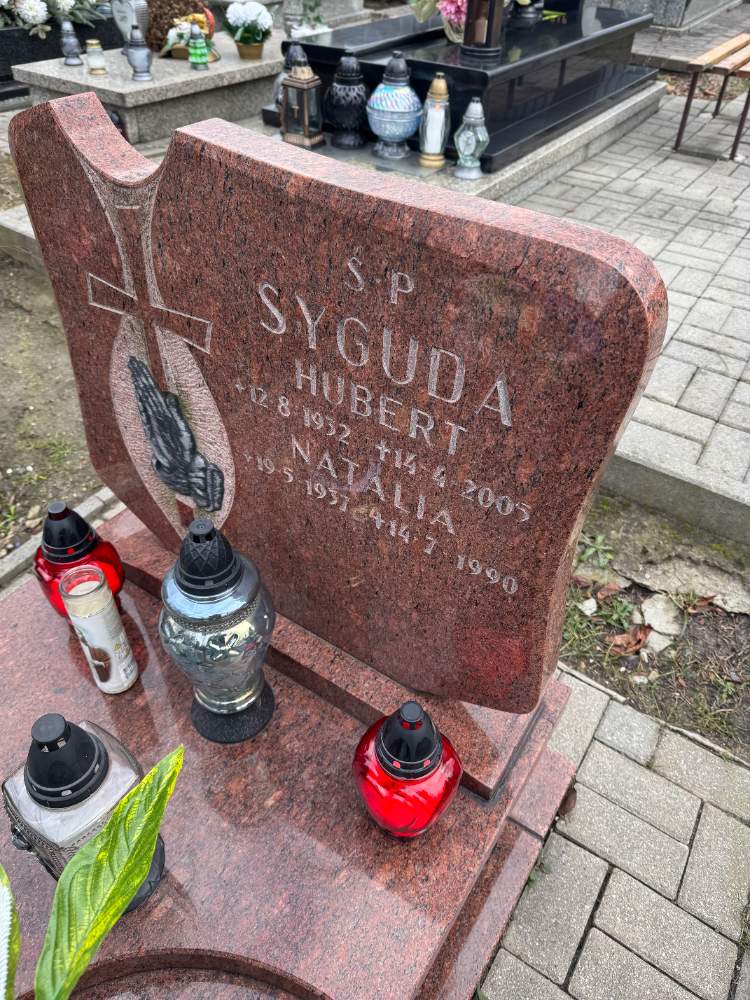 Ś·P
SYGUDA
HUBERT
*12·8·1932 †14·4·2005
NATALIA
*19·5·1937 †14·7·1990